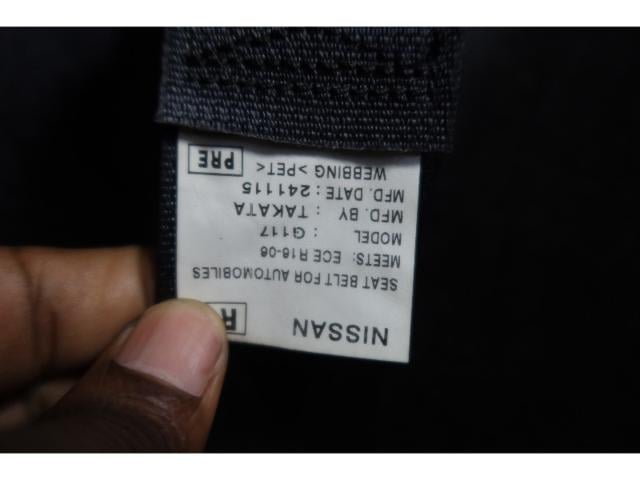 NISSAN R
SEAT BELT FOR AUTOMOBILES
MEETS: ECE R16-06
MODEL : G117
MFD. BY : TAKATA
MFD. DATE : 241115
WEBBING >PET< PRE